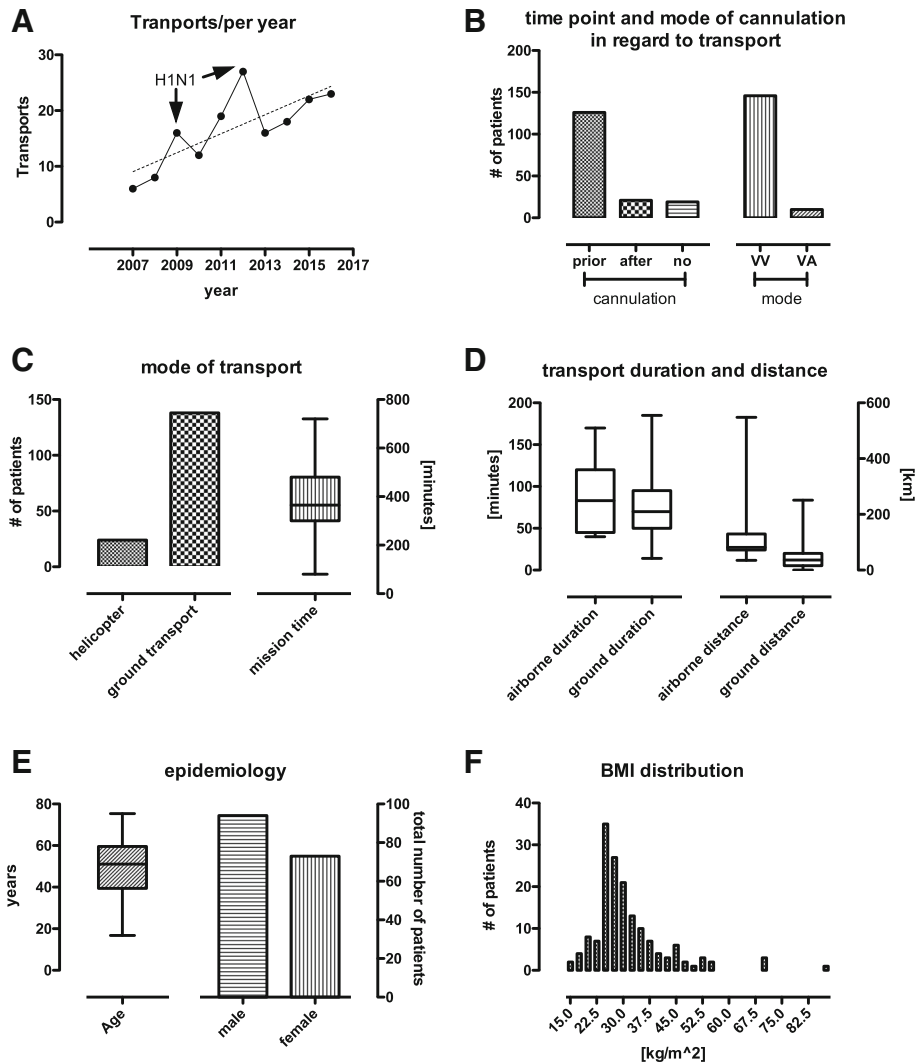 A
Tranports/per year
Transports
30
20
10
0
H1N1
2007 2009 2011 2013 2015 2017
year
B
time point and mode of cannulation
in regard to transport
# of patients
200
150
100
50
0
prior after no VV VA
cannulation mode
C
mode of transport
# of patients
150
100
50
0
800
600
400
200
0
[minutes]
helicopter
ground transport
mission time
D
transport duration and distance
[minutes]
200
150
100
50
0
600
400
200
0
[km]
airborne duration
ground duration
airborne distance
ground distance
E
epidemiology
years
80
60
40
20
0
100
80
60
40
20
0
total number of patients
Age
male
female
F
BMI distribution
# of patients
40
30
20
10
0
15.0 22.5 30.0 37.5 45.0 52.5 60.0 67.5 75.0 82.5
[kg/m^2]